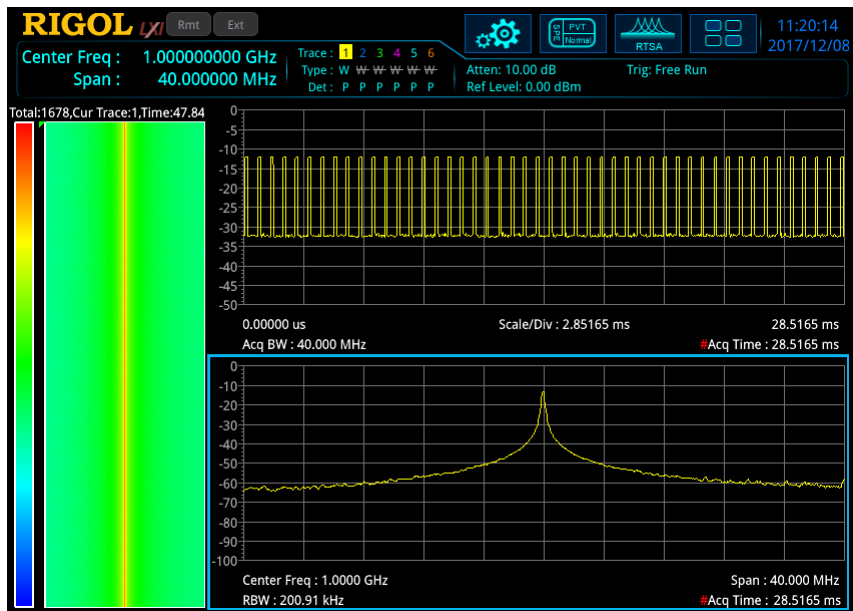 RIGOL LXI Rmt Ext
Center Freq : 1.000000000 GHz
Span : 40.000000 MHz
Trace : 1 2 3 4 5 6
Type : W W W W W W
Det : P P P P P P
SPE PVT Normal
RTSA
11:20:14
2017/12/08
Atten: 10.00 dB
Trig: Free Run
Ref Level: 0.00 dBm
Total:1678,Cur Trace:1,Time:47.84
0
-5
-10
-15
-20
-25
-30
-35
-40
-45
-50
0.00000 us
Scale/Div : 2.85165 ms
28.5165 ms
Acq BW : 40.000 MHz
#Acq Time : 28.5165 ms
0
-10
-20
-30
-40
-50
-60
-70
-80
-90
-100
Center Freq : 1.0000 GHz
Span : 40.000 MHz
RBW : 200.91 kHz
#Acq Time : 28.5165 ms